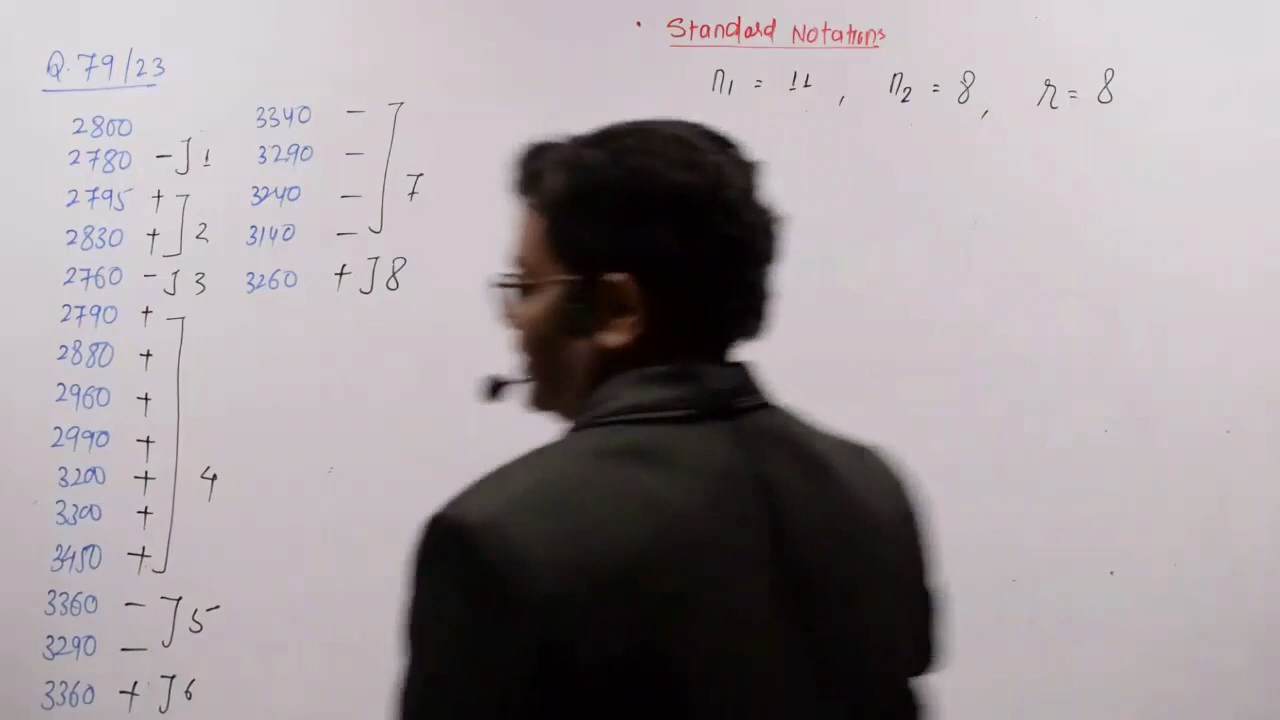 Q. 79/23
2800
2780 - ] 1
2795 +
2830 + ] 2
2760 - ] 3
2790 +
2880 +
2960 +
2990 +
3200 + ] 4
3300 +
3450 +
3360 - ] 5
3290 -
3360 + ] 6
3340 -
3290 -
3240 - ] 7
3140 -
3260 + ] 8
· Standard Notations
n1 = 11 , n2 = 8, r = 8